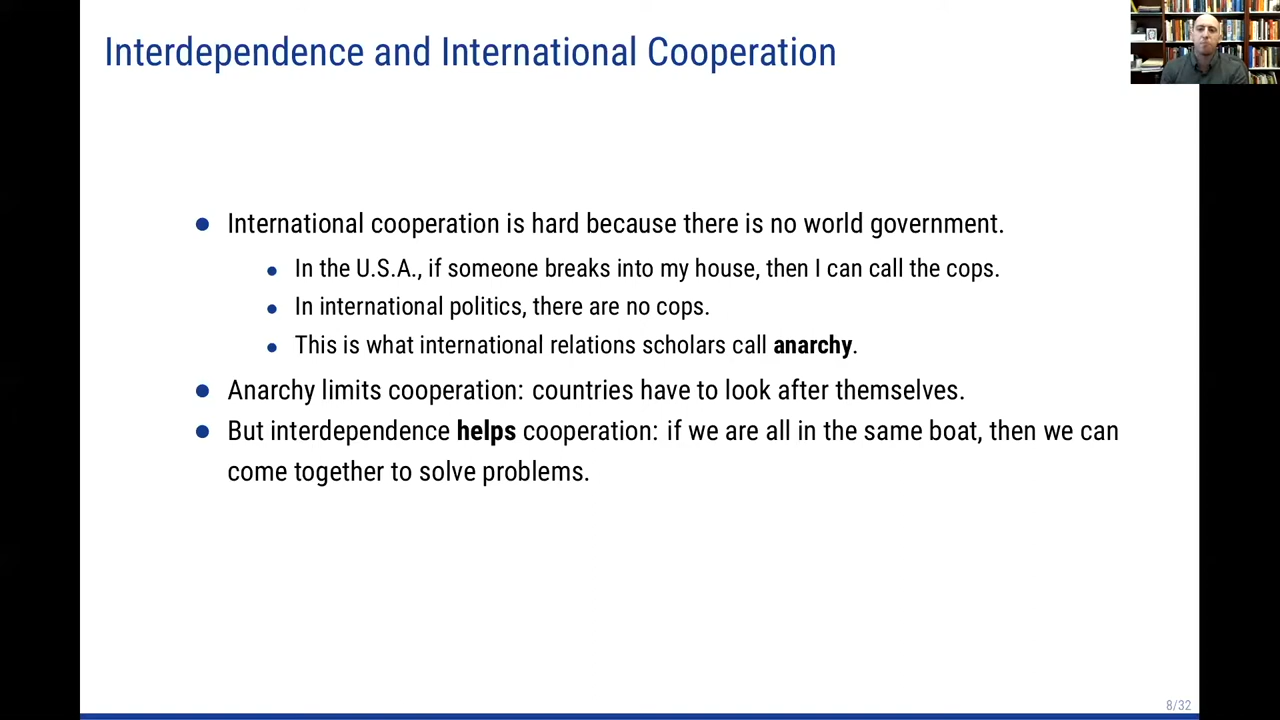 Interdependence and International Cooperation
● International cooperation is hard because there is no world government.
● In the U.S.A., if someone breaks into my house, then I can call the cops.
● In international politics, there are no cops.
● This is what international relations scholars call anarchy.
● Anarchy limits cooperation: countries have to look after themselves.
● But interdependence helps cooperation: if we are all in the same boat, then we can
come together to solve problems.
8/32